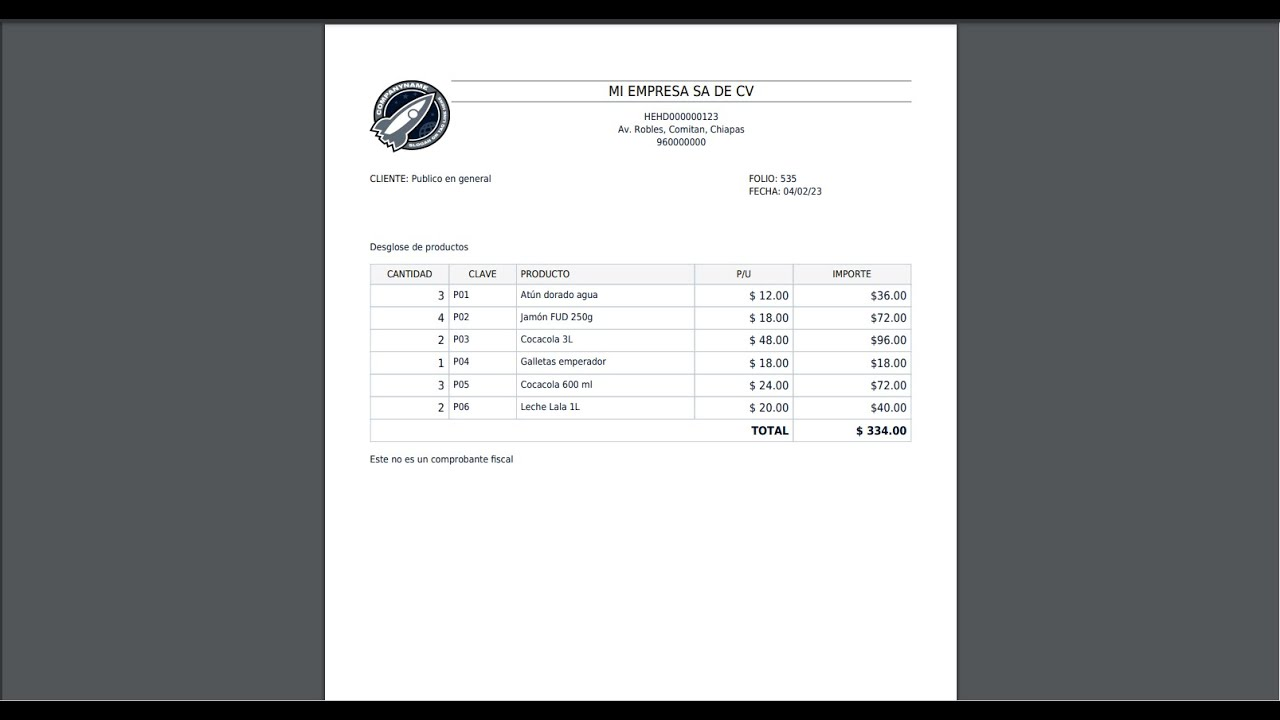 COMPANYNAME
MI EMPRESA SA DE CV
HEHD000000123
Av. Robles, Comitan, Chiapas
960000000
CLIENTE: Publico en general
FOLIO: 535
FECHA: 04/02/23
Desglose de productos
CANTIDAD CLAVE PRODUCTO P/U IMPORTE
3 P01 Atún dorado agua $ 12.00 $36.00
4 P02 Jamón FUD 250g $ 18.00 $72.00
2 P03 Cocacola 3L $ 48.00 $96.00
1 P04 Galletas emperador $ 18.00 $18.00
3 P05 Cocacola 600 ml $ 24.00 $72.00
2 P06 Leche Lala 1L $ 20.00 $40.00
TOTAL $ 334.00
Este no es un comprobante fiscal